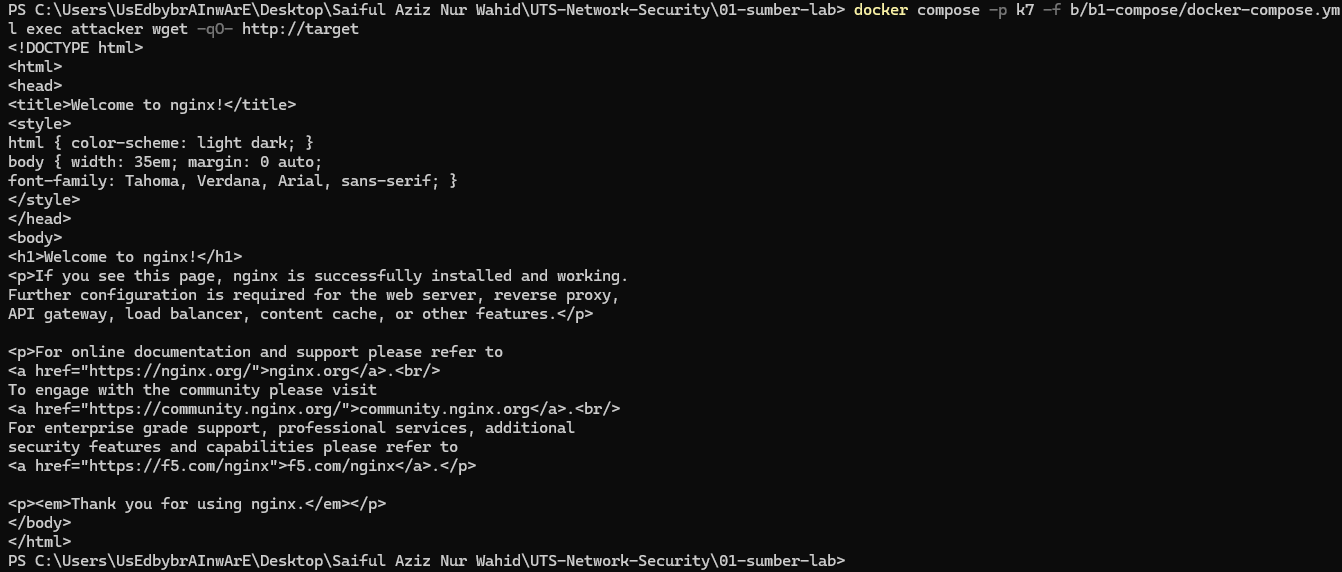 PS C:\Users\UsEdbybrAInwArE\Desktop\Saiful Aziz Nur Wahid\UTS-Network-Security\01-sumber-lab> docker compose -p k7 -f b/b1-compose/docker-compose.ym
l exec attacker wget -qO- http://target
<!DOCTYPE html>
<html>
<head>
<title>Welcome to nginx!</title>
<style>
html { color-scheme: light dark; }
body { width: 35em; margin: 0 auto;
font-family: Tahoma, Verdana, Arial, sans-serif; }
</style>
</head>
<body>
<h1>Welcome to nginx!</h1>
<p>If you see this page, nginx is successfully installed and working.
Further configuration is required for the web server, reverse proxy,
API gateway, load balancer, content cache, or other features.</p>

<p>For online documentation and support please refer to
<a href="https://nginx.org/">nginx.org</a>.<br/>
To engage with the community please visit
<a href="https://community.nginx.org/">community.nginx.org</a>.<br/>
For enterprise grade support, professional services, additional
security features and capabilities please refer to
<a href="https://f5.com/nginx">f5.com/nginx</a>.</p>

<p><em>Thank you for using nginx.</em></p>
</body>
</html>
PS C:\Users\UsEdbybrAInwArE\Desktop\Saiful Aziz Nur Wahid\UTS-Network-Security\01-sumber-lab>